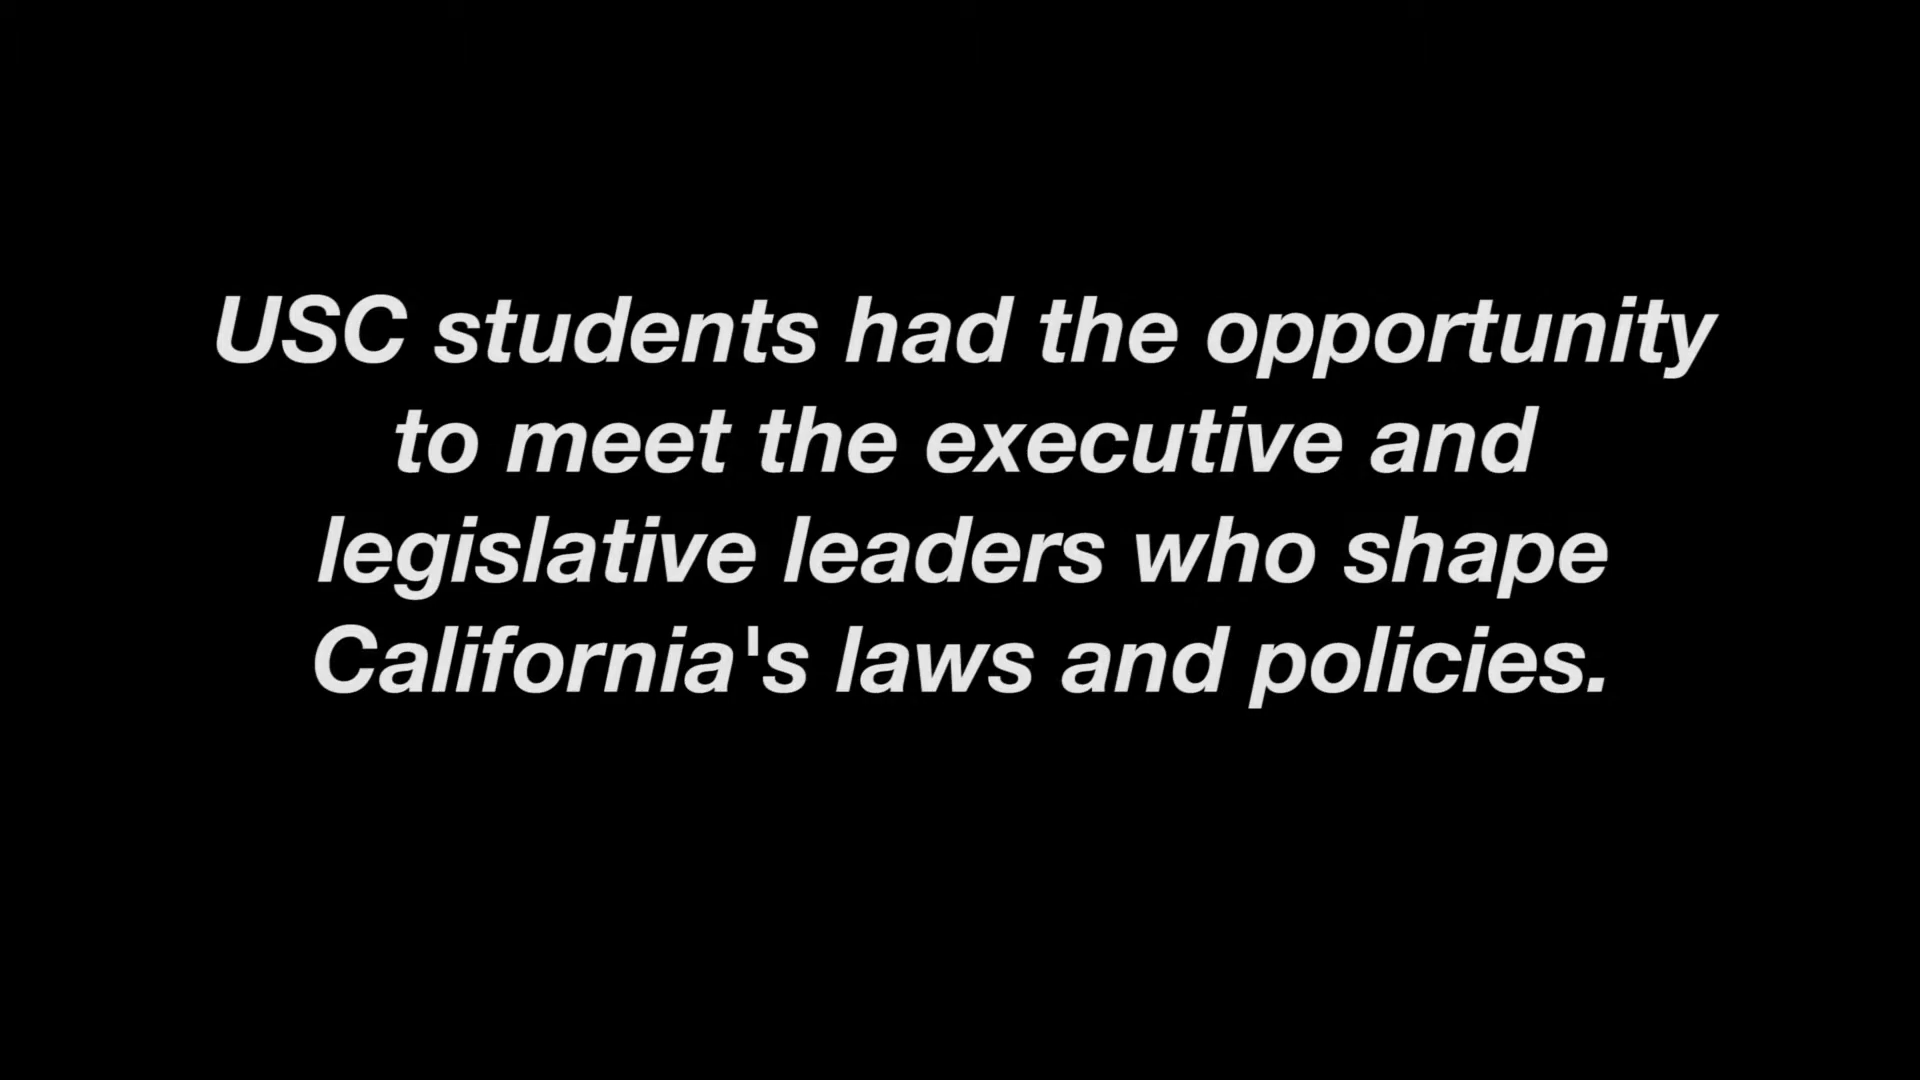 USC students had the opportunity
to meet the executive and
legislative leaders who shape
California's laws and policies.